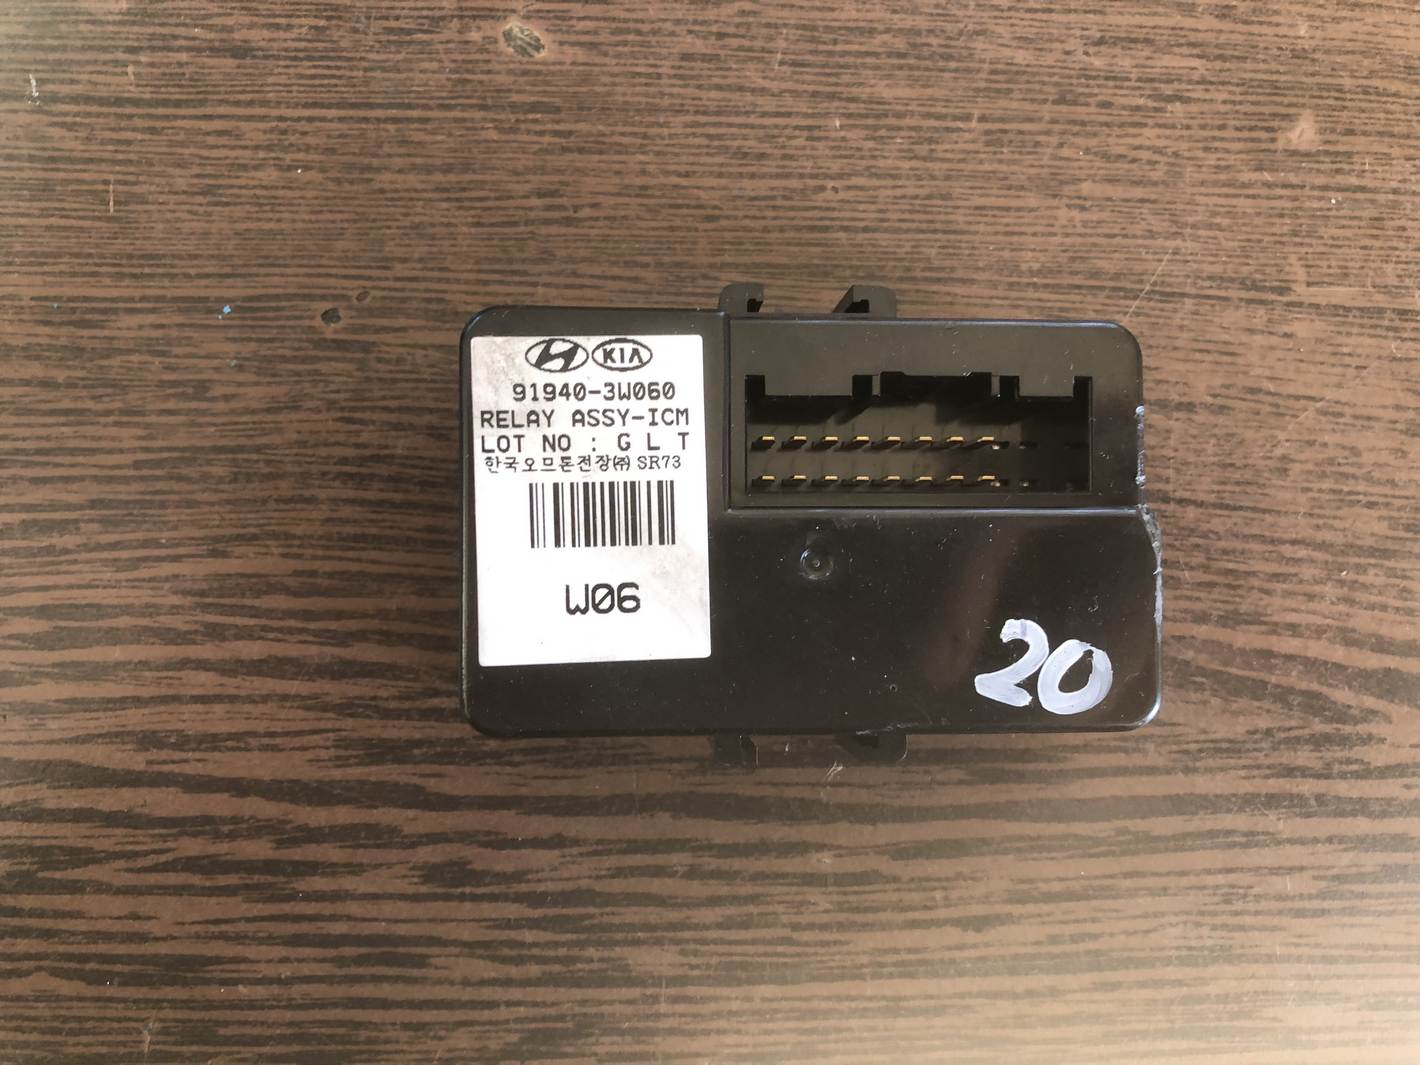 KIA
91940-3W060
RELAY ASSY-ICM
LOT NO : G L T
한국오므론전장㈜ SR73
W06
20